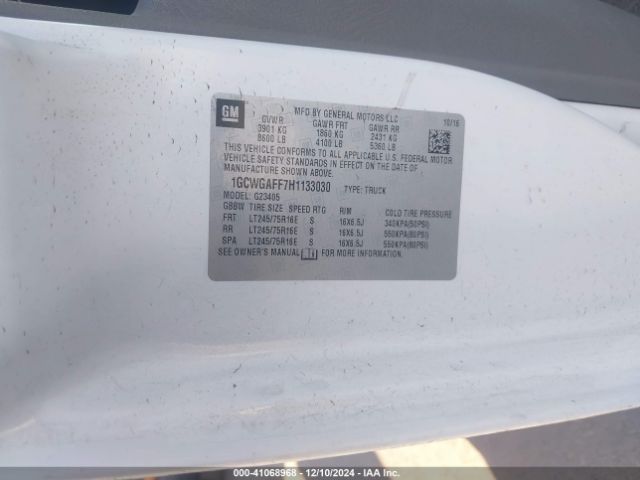 GM
MFD BY GENERAL MOTORS LLC
10/16
GVWR GAWR FRT GAWR RR
3901 KG 1860 KG 2431 KG
8600 LB 4100 LB 5360 LB
THIS VEHICLE CONFORMS TO ALL APPLICABLE U.S. FEDERAL MOTOR
VEHICLE SAFETY STANDARDS IN EFFECT ON THE DATE OF
MANUFACTURE SHOWN ABOVE.
1GCWGAFF7H1133030 TYPE: TRUCK
MODEL: G23405
GBBW TIRE SIZE SPEED RTG RIM COLD TIRE PRESSURE
FRT LT245/75R16E S 16X6.5J 340KPA(50PSI)
RR LT245/75R16E S 16X6.5J 550KPA(80PSI)
SPA LT245/75R16E S 16X6.5J 550KPA(80PSI)
SEE OWNER'S MANUAL FOR MORE INFORMATION.
000-41068968 12/10/2024 IAA Inc.